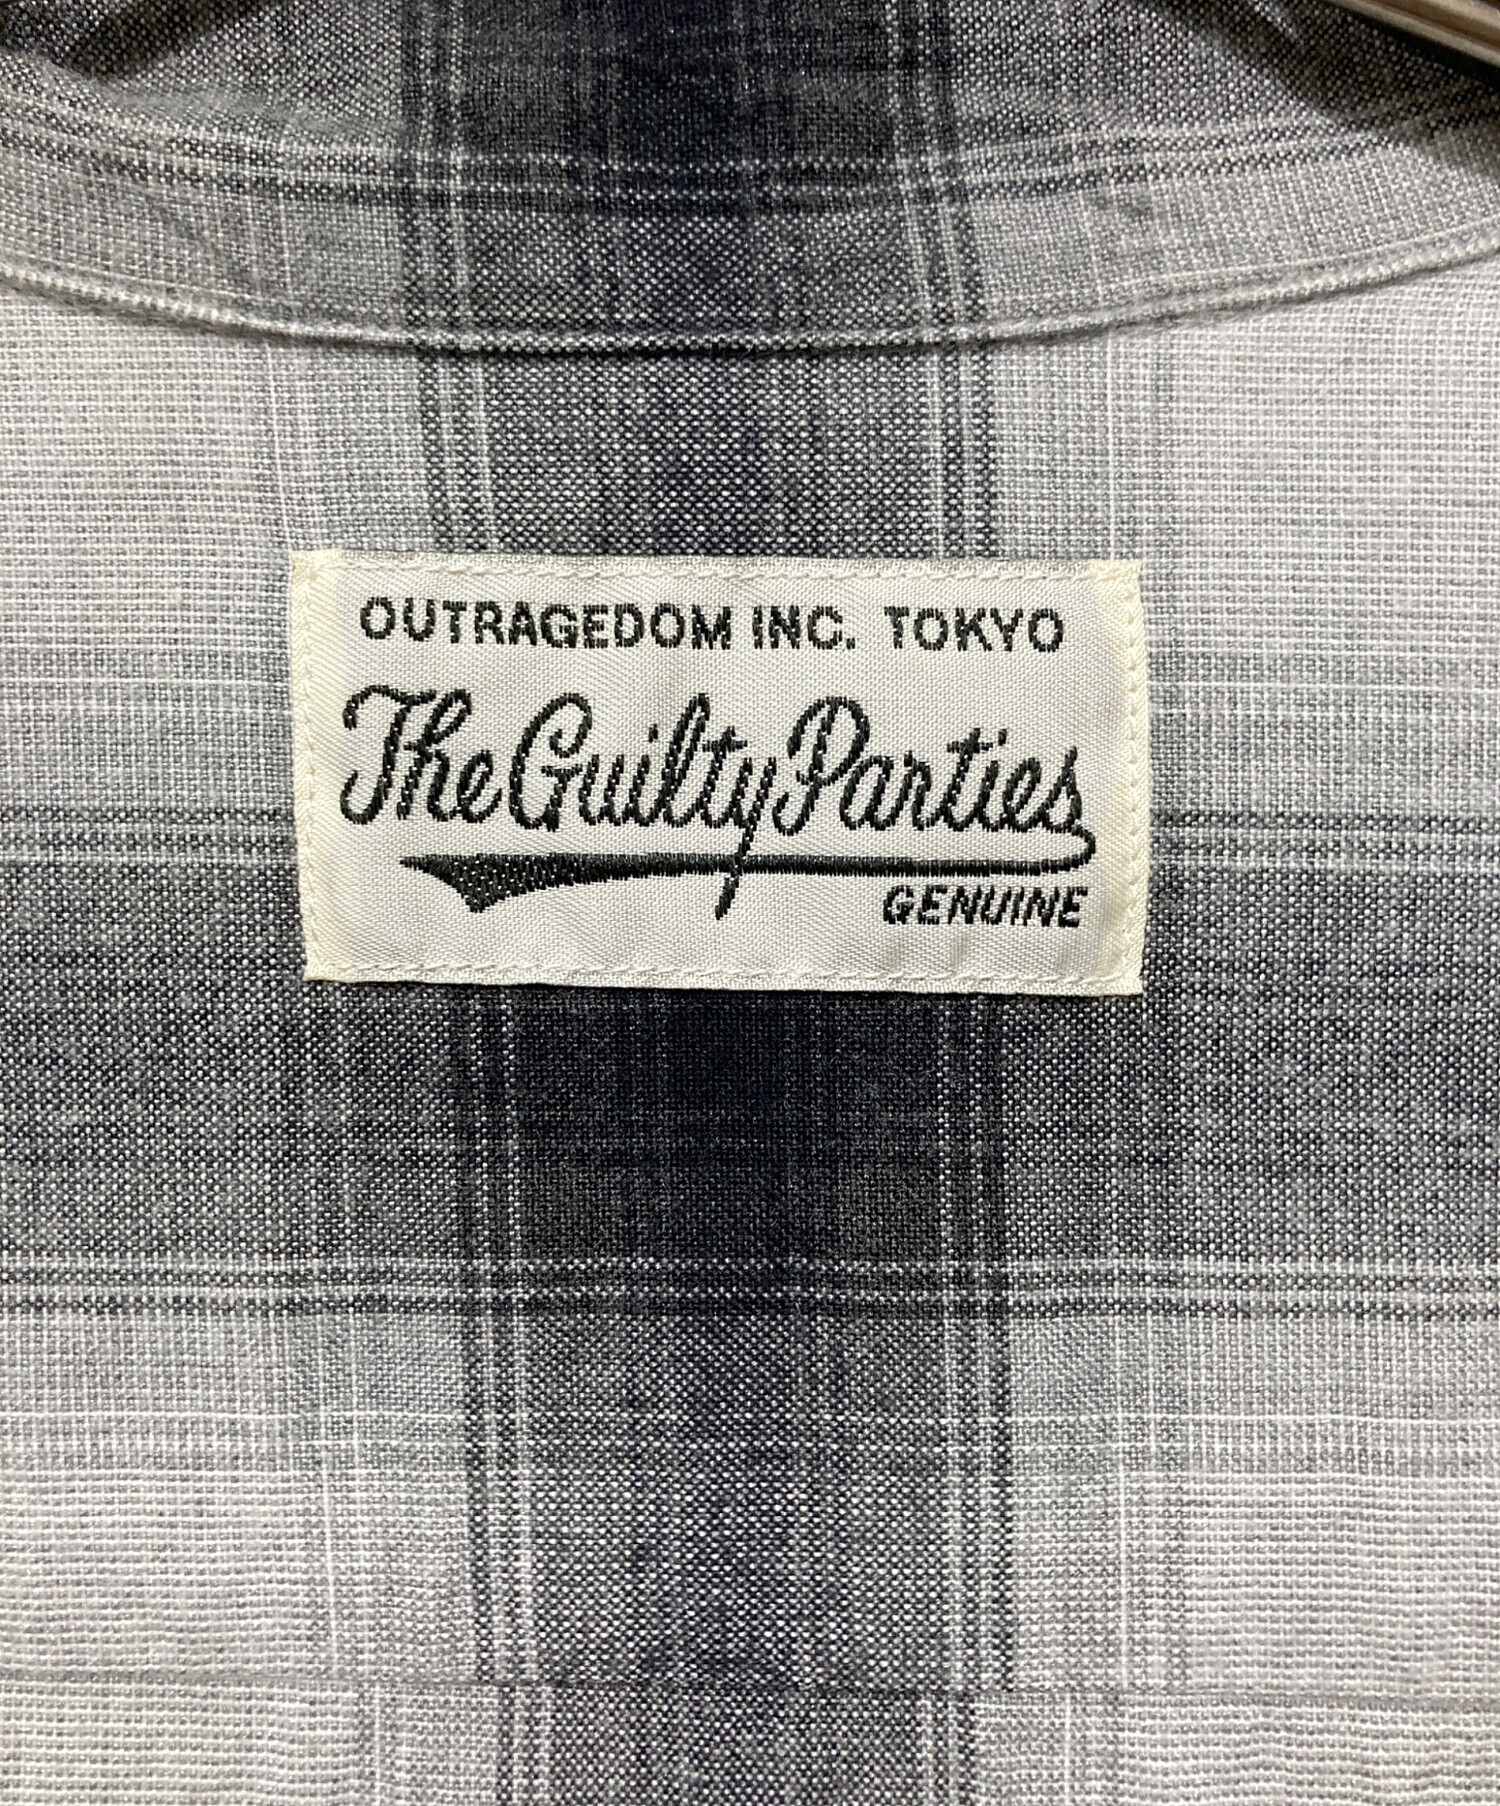 OUTRAGEDOM INC. TOKYO
The Guilty Parties
GENUINE